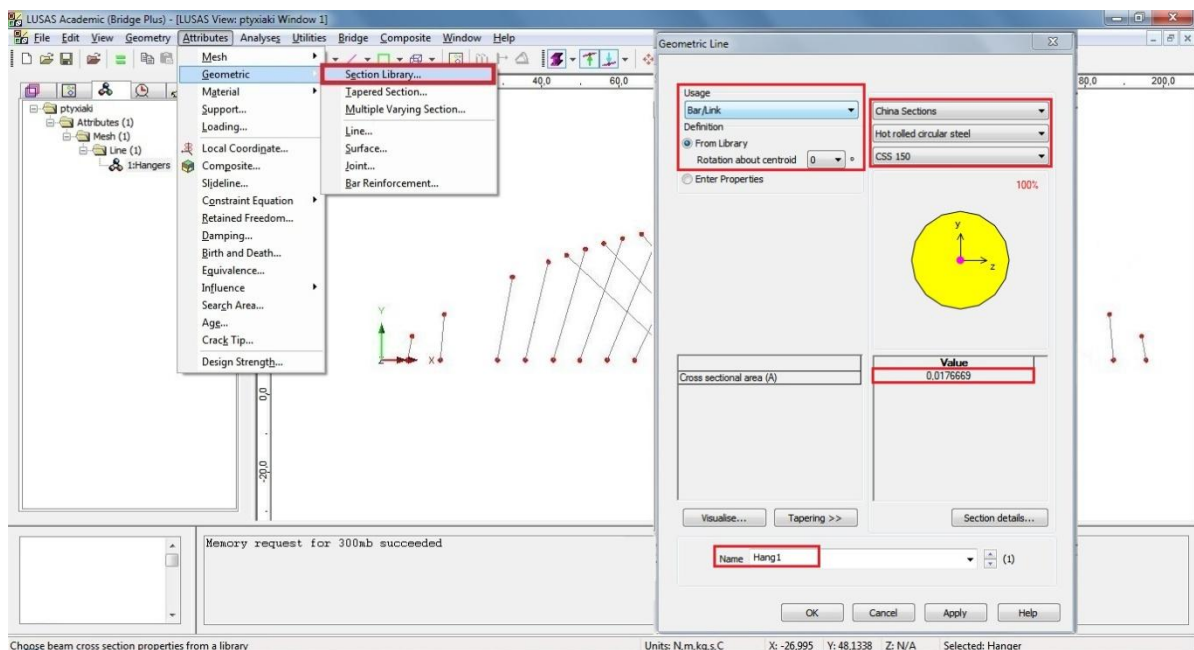 LUSAS Academic (Bridge Plus) - [LUSAS View: ptyxiaki Window 1]
File Edit View Geometry Attributes Analyses Utilities Bridge Composite Window Help
Mesh
Geometric
Material
Support...
Loading...
Local Coordinate...
Composite...
Slideline...
Constraint Equation
Retained Freedom...
Damping...
Birth and Death...
Equivalence...
Influence
Search Area...
Age...
Crack Tip...
Design Strength...
Section Library...
Tapered Section...
Multiple Varying Section...
Line...
Surface...
Joint...
Bar Reinforcement...
ptyxiaki
Attributes (1)
Mesh (1)
Line (1)
1:Hangers
40,0 60,0
80,0 200,0
0,0
-20,0
Y
Z X
Geometric Line
Usage
Bar/Link
Definition
From Library
Rotation about centroid 0 °
Enter Properties
China Sections
Hot rolled circular steel
CSS 150
100%
y
z
Value
Cross sectional area (A) 0,0176669
Visualise... Tapering >> Section details...
Name Hang1 (1)
OK Cancel Apply Help
Memory request for 300mb succeeded
Choose beam cross section properties from a library
Units: N,m,kg,s,C X: -26,995 Y: 48,1338 Z: N/A Selected: Hanger